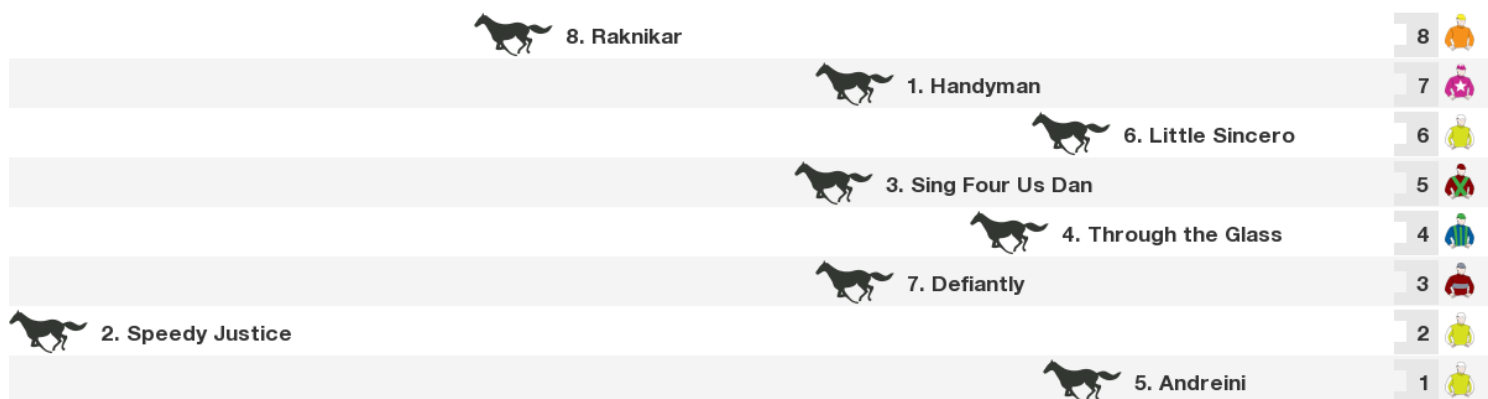 8. Raknikar 8
1. Handyman 7
6. Little Sincero 6
3. Sing Four Us Dan 5
4. Through the Glass 4
7. Defiantly 3
2. Speedy Justice 2
5. Andreini 1